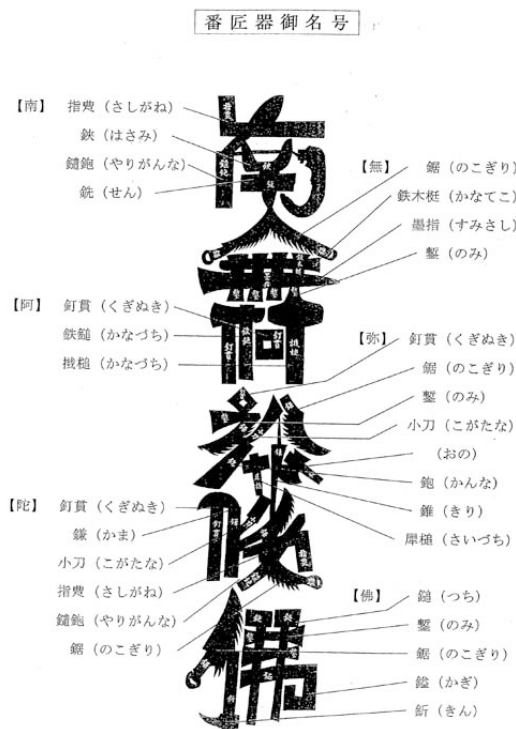 番匠器御名号
【南】 指矩（さしがね）
鋏（はさみ）
鑓鉋（やりがんな）
銑（せん）
【無】 鋸（のこぎり）
鉄木梃（かなてこ）
墨指（すみさし）
鏨（のみ）
【阿】 釘貫（くぎぬき）
鉄鎚（かなづち）
揻槌（かなづち）
【弥】 釘貫（くぎぬき）
鋸（のこぎり）
鏨（のみ）
小刀（こがたな）
（おの）
鉋（かんな）
錐（きり）
犀槌（さいづち）
【陀】 釘貫（くぎぬき）
鎌（かま）
小刀（こがたな）
指矩（さしがね）
鑓鉋（やりがんな）
鋸（のこぎり）
【佛】 鎚（つち）
鏨（のみ）
鋸（のこぎり）
鎰（かぎ）
釿（きん）